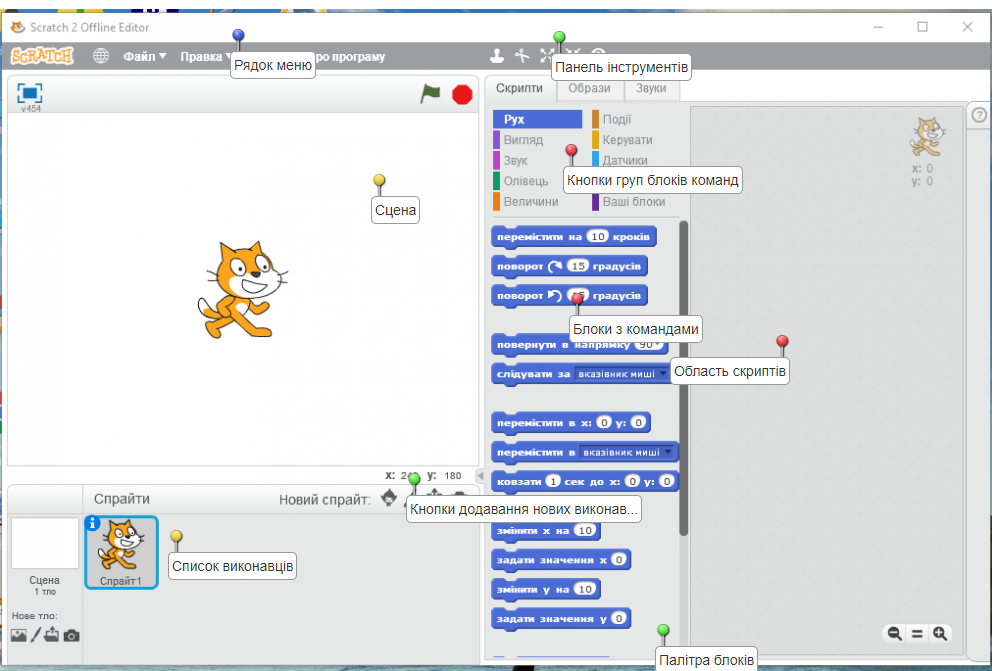 Scratch 2 Offline Editor
SCRATCH Файл Правка про програму
Рядок меню
Панель інструментів
v454
Скрипти Образи Звуки
Рух Події
Вигляд Керувати
Звук Датчики
Олівець
Величини Ваші блоки
Кнопки груп блоків команд
x: 0
y: 0
Сцена
перемістити на 10 кроків
поворот 15 градусів
поворот градусів
Блоки з командами
повернути в напрямку 90
Область скриптів
слідувати за вказівник миші
перемістити в x: 0 y: 0
перемістити в вказівник миші
ковзати 1 сек до x: 0 y: 0
змінити x на 10
задати значення x 0
змінити y на 10
задати значення y 0
Палітра блоків
y: 180
Спрайти Новий спрайт:
Кнопки додавання нових виконав...
Список виконавців
Спрайт1
Сцена
1 тло
Нове тло: